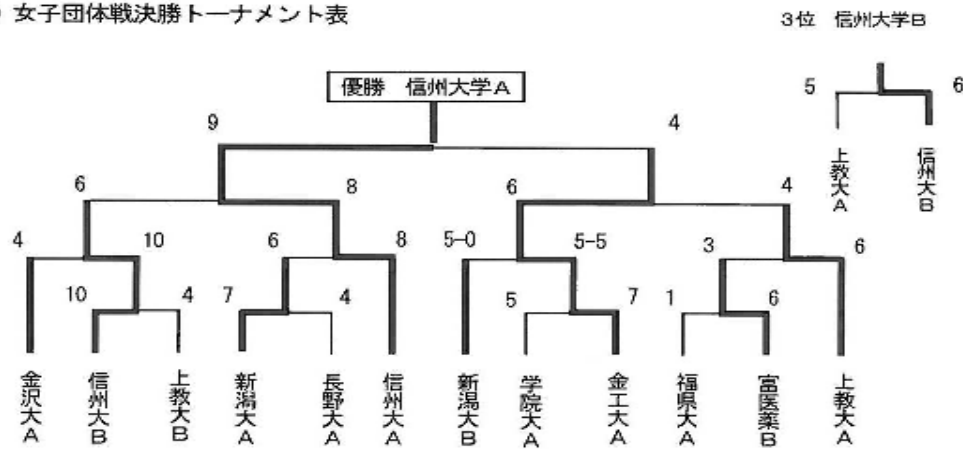 女子団体戦決勝トーナメント表
3位 信州大学B
優勝 信州大学A
5 6
上教大A
信州大B
9 4
6 8 6 4
4 10 6 8 5-0 5-5 3 6
10 4 7 4 5 7 1 6
金沢大A
信州大B
上教大B
新潟大A
長野大A
信州大A
新潟大B
学院大A
金工大A
福県大A
富医薬B
上教大A